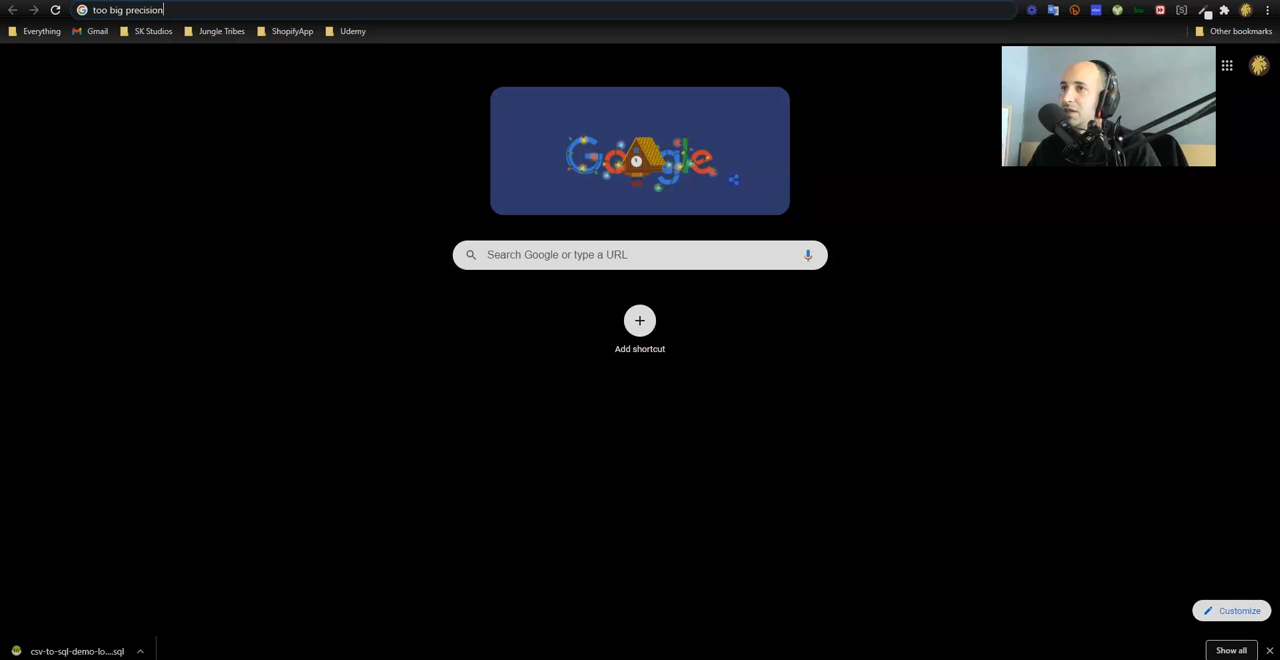 too big precision
Everything
Gmail
SK Studios
Jungle Tribes
ShopifyApp
Udemy
Other bookmarks
Google
Search Google or type a URL
Add shortcut
Customize
csv-to-sql-demo-lo....sql
Show all